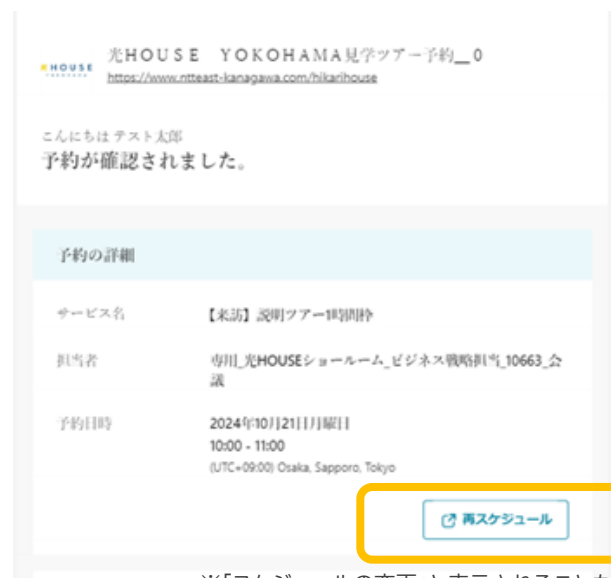 光HOUSE YOKOHAMA見学ツアー予約__0
HOUSE
https://www.ntteast-kanagawa.com/hikarihouse
こんにちは テスト太郎
予約が確認されました。
予約の詳細
サービス名 【来訪】説明ツアー1時間枠
担当者 専用_光HOUSEショールーム_ビジネス戦略担当_10663_会
議
予約日時 2024年10月21日月曜日
10:00 - 11:00
(UTC+09:00) Osaka, Sapporo, Tokyo
再スケジュール